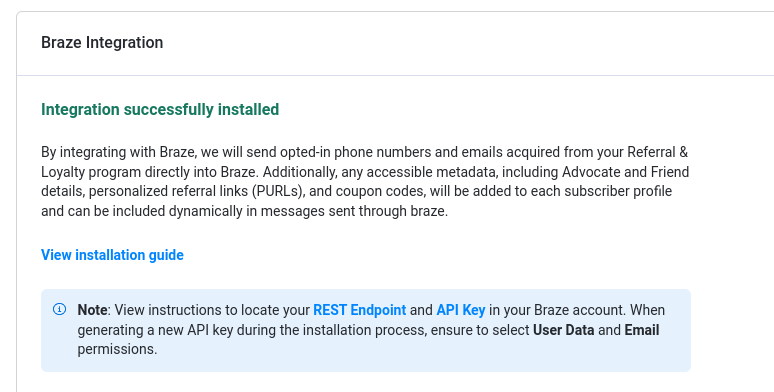 Braze Integration
Integration successfully installed
By integrating with Braze, we will send opted-in phone numbers and emails acquired from your Referral &
Loyalty program directly into Braze. Additionally, any accessible metadata, including Advocate and Friend
details, personalized referral links (PURLs), and coupon codes, will be added to each subscriber profile
and can be included dynamically in messages sent through braze.
View installation guide
Note: View instructions to locate your REST Endpoint and API Key in your Braze account. When
generating a new API key during the installation process, ensure to select User Data and Email
permissions.